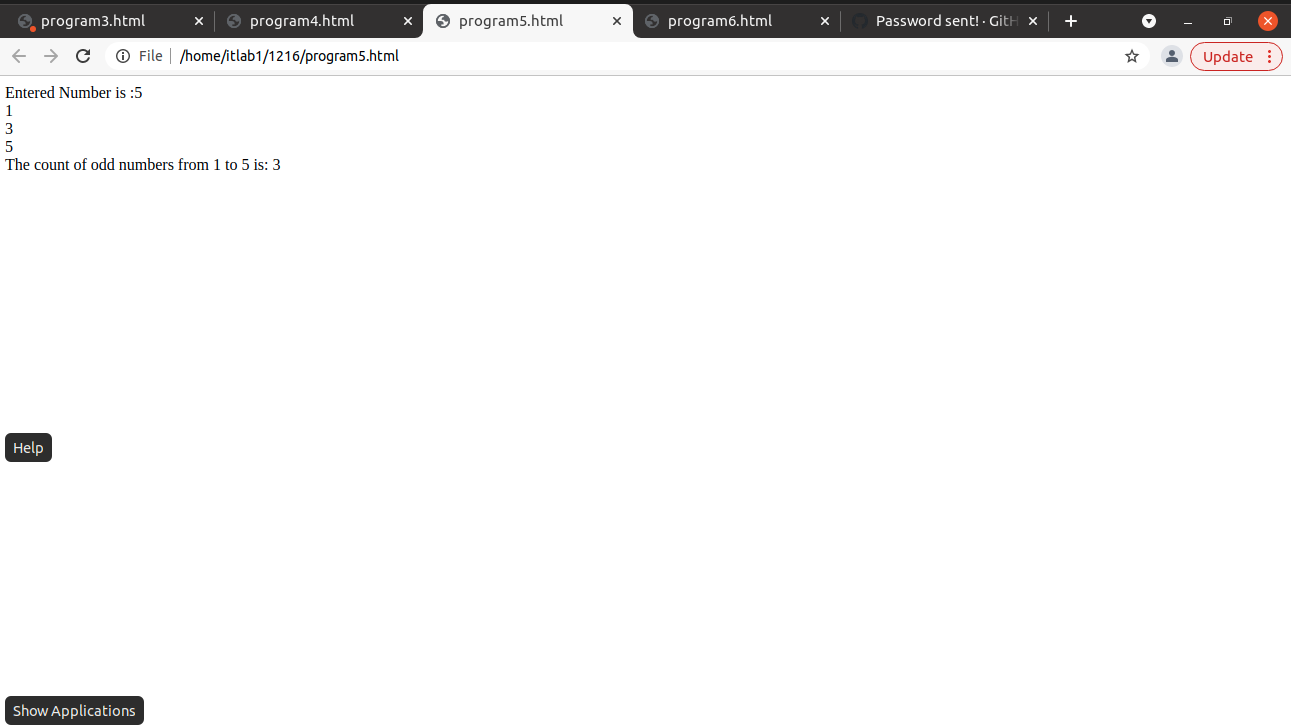 program3.html
program4.html
program5.html
program6.html
Password sent! · GitH
File
/home/itlab1/1216/program5.html
Update
Entered Number is :5
1
3
5
The count of odd numbers from 1 to 5 is: 3
Help
Show Applications